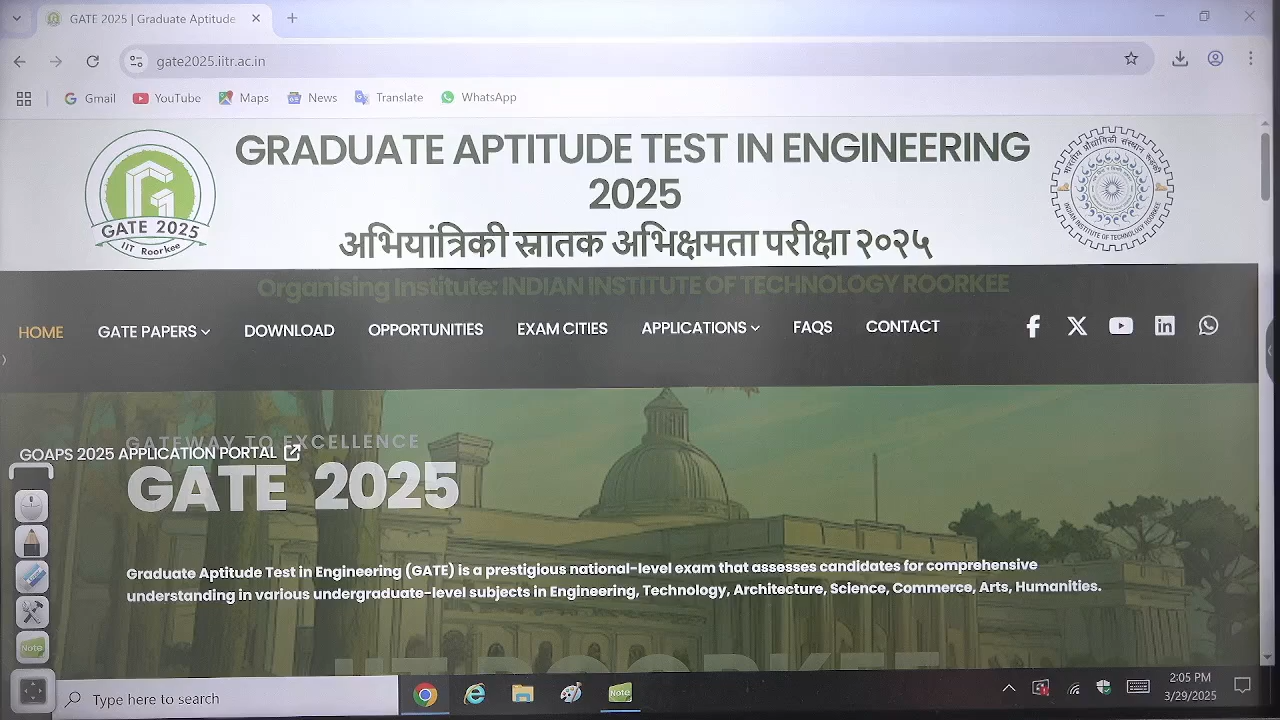 GATE 2025 | Graduate Aptitude
gate2025.iitr.ac.in
Gmail YouTube Maps News Translate WhatsApp
GRADUATE APTITUDE TEST IN ENGINEERING
2025
अभियांत्रिकी स्नातक अभिक्षमता परीक्षा २०२५
GATE 2025
IIT Roorkee
भारतीय प्रौद्योगिकी संस्थान रुड़की
INDIAN INSTITUTE OF TECHNOLOGY ROORKEE
Organising Institute: INDIAN INSTITUTE OF TECHNOLOGY ROORKEE
HOME GATE PAPERS DOWNLOAD OPPORTUNITIES EXAM CITIES APPLICATIONS FAQS CONTACT
GATEWAY TO EXCELLENCE
GOAPS 2025 APPLICATION PORTAL
GATE 2025
Graduate Aptitude Test in Engineering (GATE) is a prestigious national-level exam that assesses candidates for comprehensive
understanding in various undergraduate-level subjects in Engineering, Technology, Architecture, Science, Commerce, Arts, Humanities.
Note
IIT ROORKEE
Type here to search
Note
2:05 PM
3/29/2025